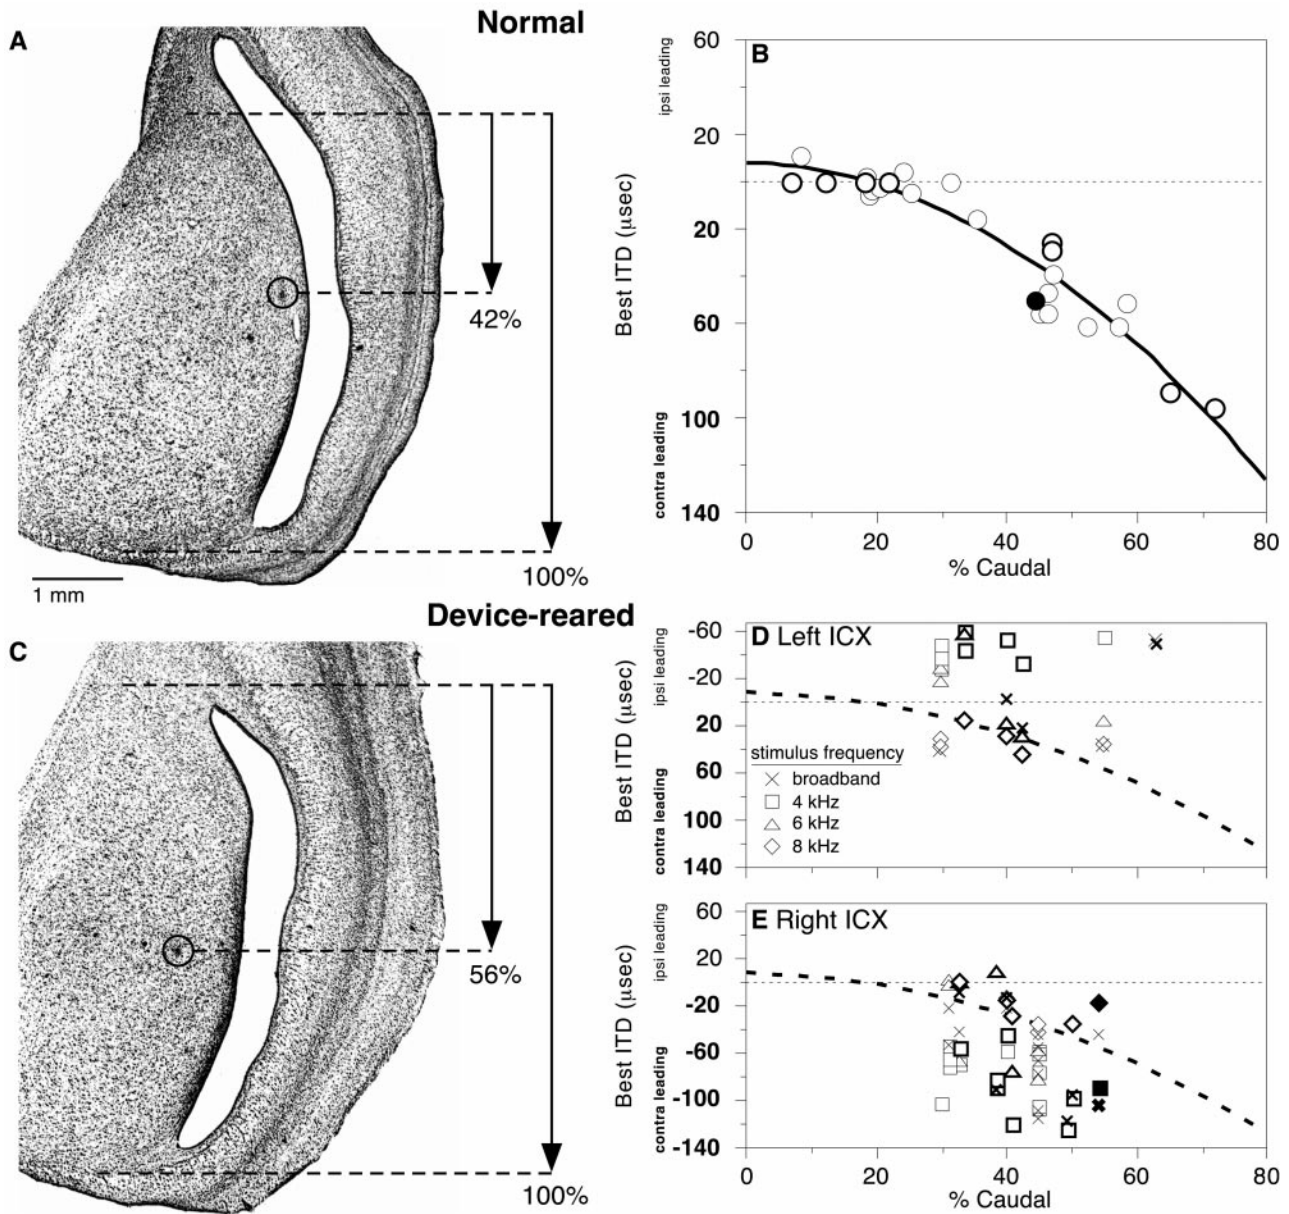 Normal
A
42%
100%
1 mm
B
ipsi leading
Best ITD (µsec)
contra leading
60
20
20
60
100
140
0
20
40
60
80
% Caudal
Device-reared
C
56%
100%
D Left ICX
ipsi leading
Best ITD (µsec)
contra leading
-60
-20
20
60
100
140
stimulus frequency
broadband
4 kHz
6 kHz
8 kHz
E Right ICX
ipsi leading
Best ITD (µsec)
contra leading
60
20
-20
-60
-100
-140
0
20
40
60
80
% Caudal